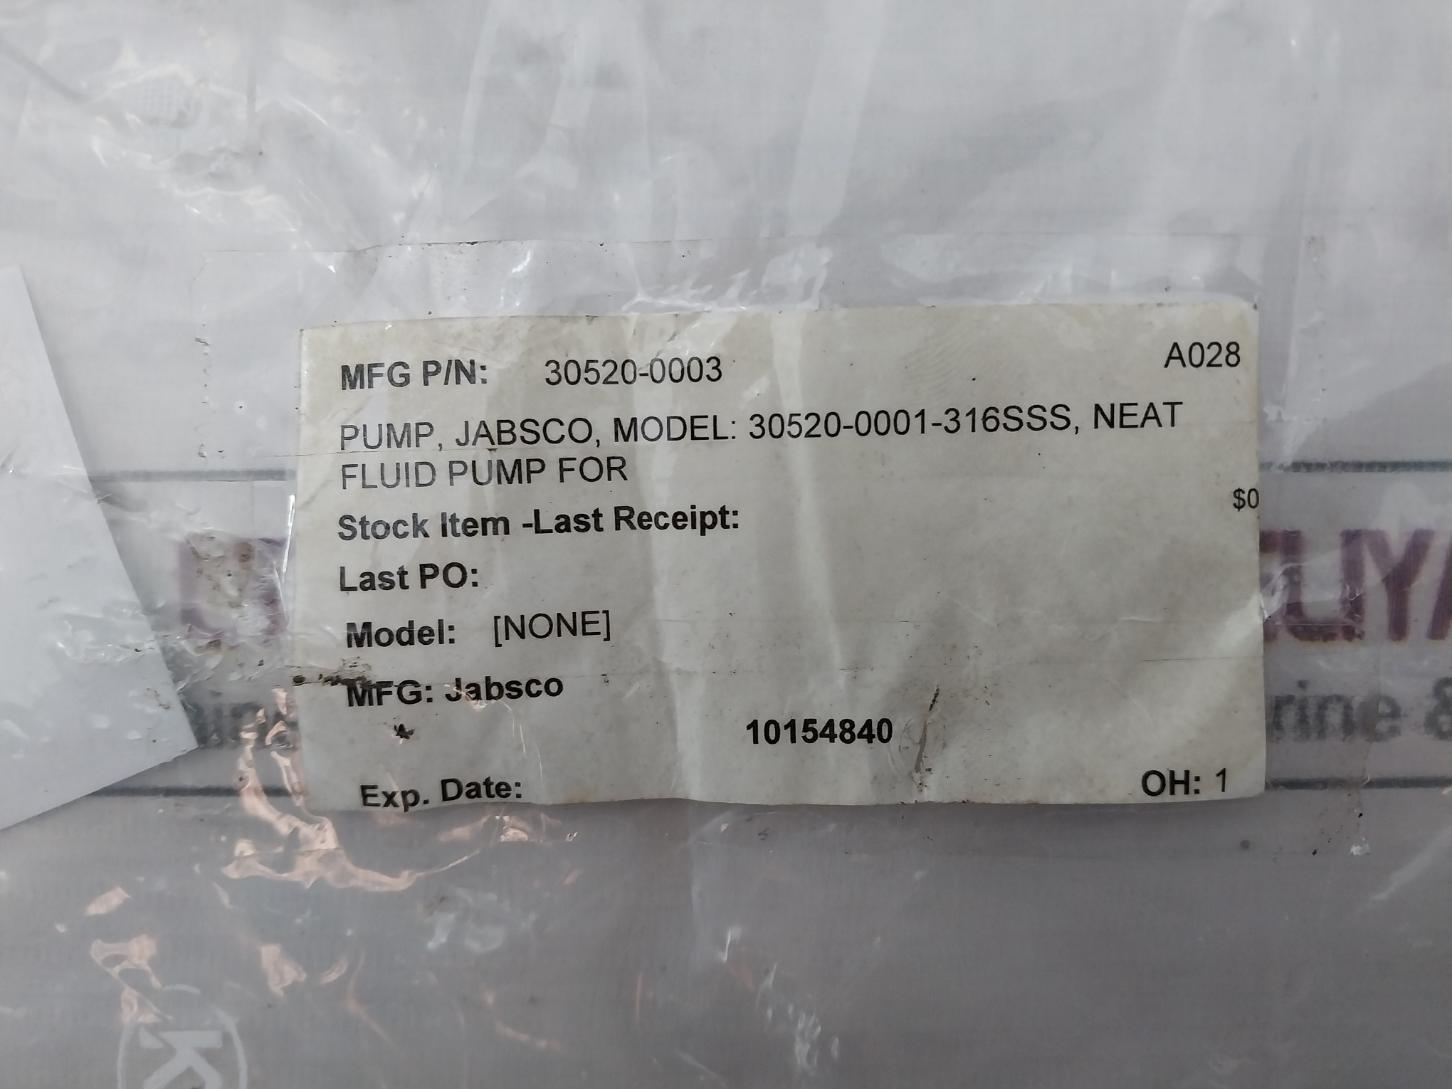 MFG P/N: 30520-0003 A028
PUMP, JABSCO, MODEL: 30520-0001-316SSS, NEAT
FLUID PUMP FOR
$0
Stock Item -Last Receipt:
Last PO:
Model: [NONE]
MFG: Jabsco
10154840
Exp. Date: OH: 1
K